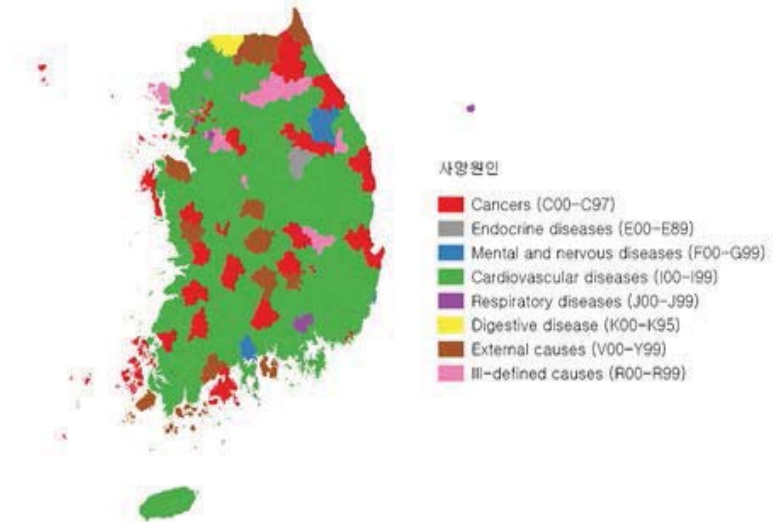 사망원인
Cancers (C00-C97)
Endocrine diseases (E00-E89)
Mental and nervous diseases (F00-G99)
Cardiovascular diseases (I00-I99)
Respiratory diseases (J00-J99)
Digestive disease (K00-K95)
External causes (V00-Y99)
Ill-defined causes (R00-R99)